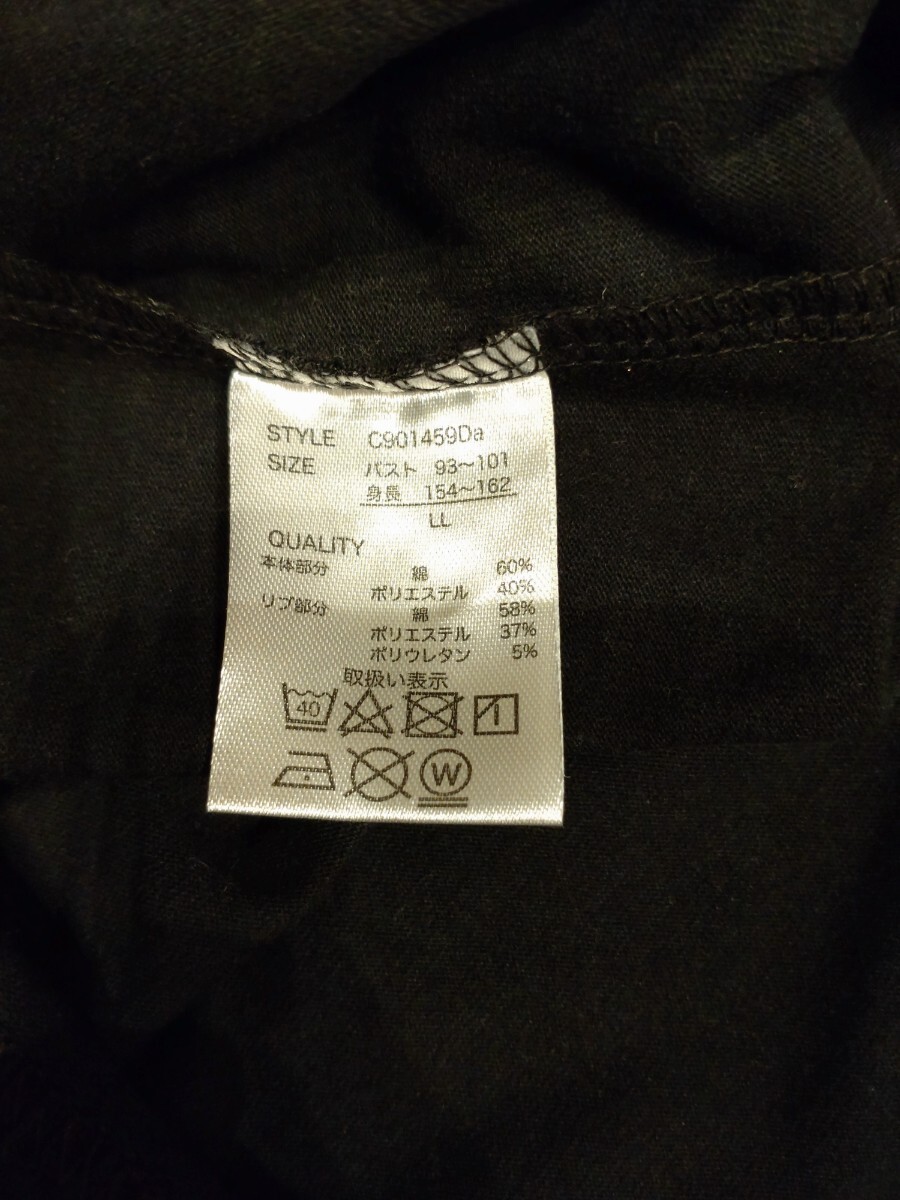 STYLE C901459Da
SIZE バスト 93〜101
身長 154〜162
LL
QUALITY
本体部分 綿 60%
ポリエステル 40%
リブ部分 綿 58%
ポリエステル 37%
ポリウレタン 5%
取扱い表示
40
W